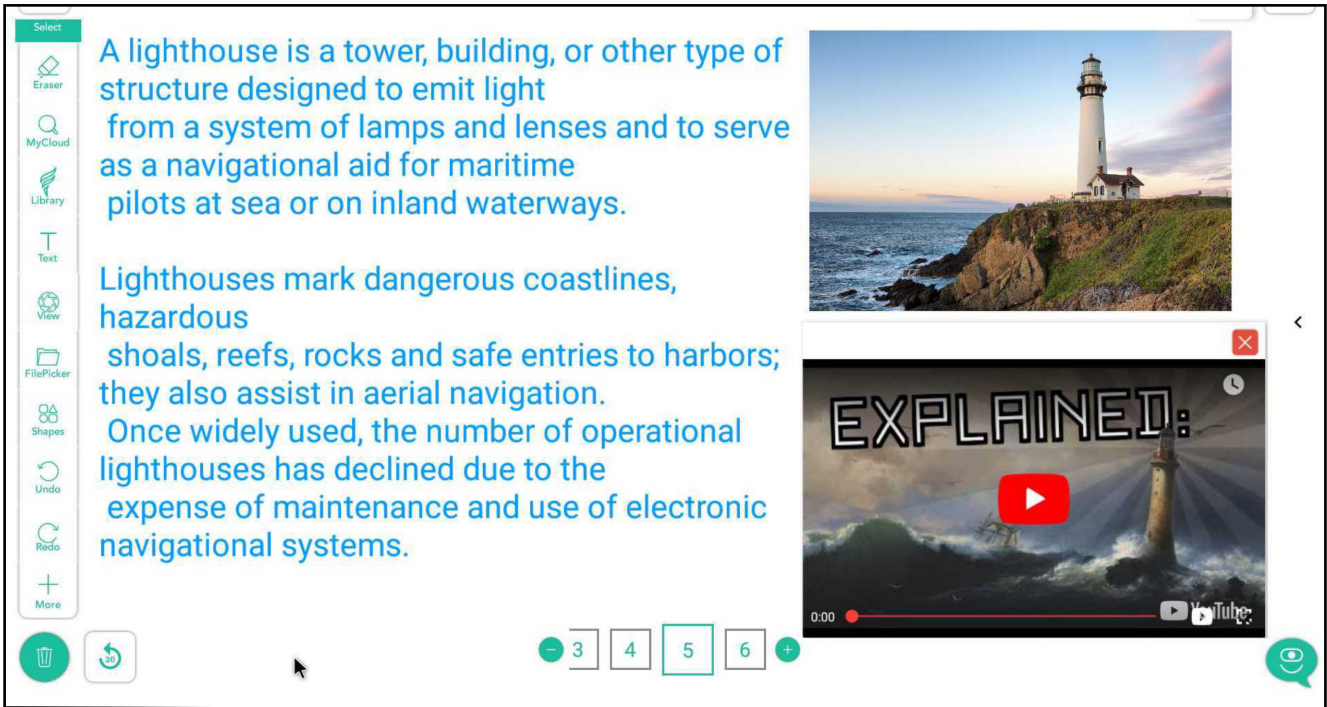 Select
Eraser
MyCloud
Library
Text
View
FilePicker
Shapes
Undo
Redo
More
30
A lighthouse is a tower, building, or other type of
structure designed to emit light
from a system of lamps and lenses and to serve
as a navigational aid for maritime
pilots at sea or on inland waterways.
Lighthouses mark dangerous coastlines,
hazardous
shoals, reefs, rocks and safe entries to harbors;
they also assist in aerial navigation.
Once widely used, the number of operational
lighthouses has declined due to the
expense of maintenance and use of electronic
navigational systems.
EXPLAINED:
0:00
YouTube
3 4 5 6